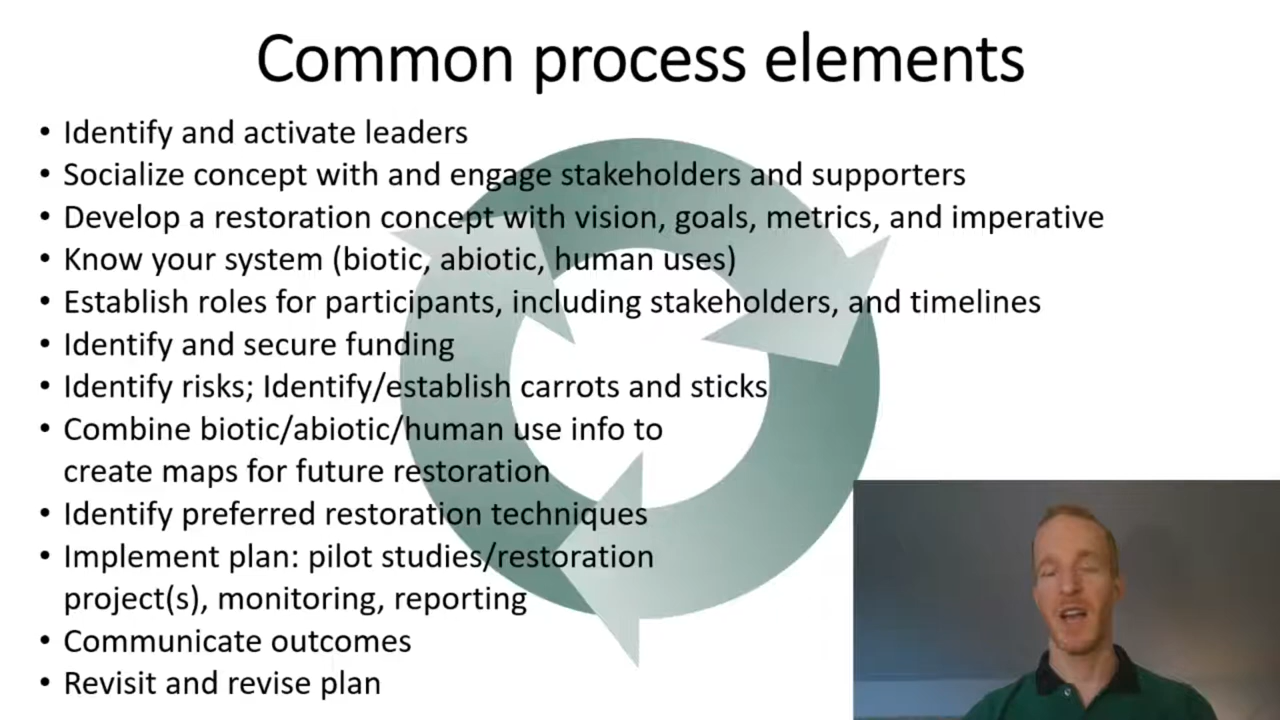 Common process elements
• Identify and activate leaders
• Socialize concept with and engage stakeholders and supporters
• Develop a restoration concept with vision, goals, metrics, and imperative
• Know your system (biotic, abiotic, human uses)
• Establish roles for participants, including stakeholders, and timelines
• Identify and secure funding
• Identify risks; Identify/establish carrots and sticks
• Combine biotic/abiotic/human use info to
create maps for future restoration
• Identify preferred restoration techniques
• Implement plan: pilot studies/restoration
project(s), monitoring, reporting
• Communicate outcomes
• Revisit and revise plan